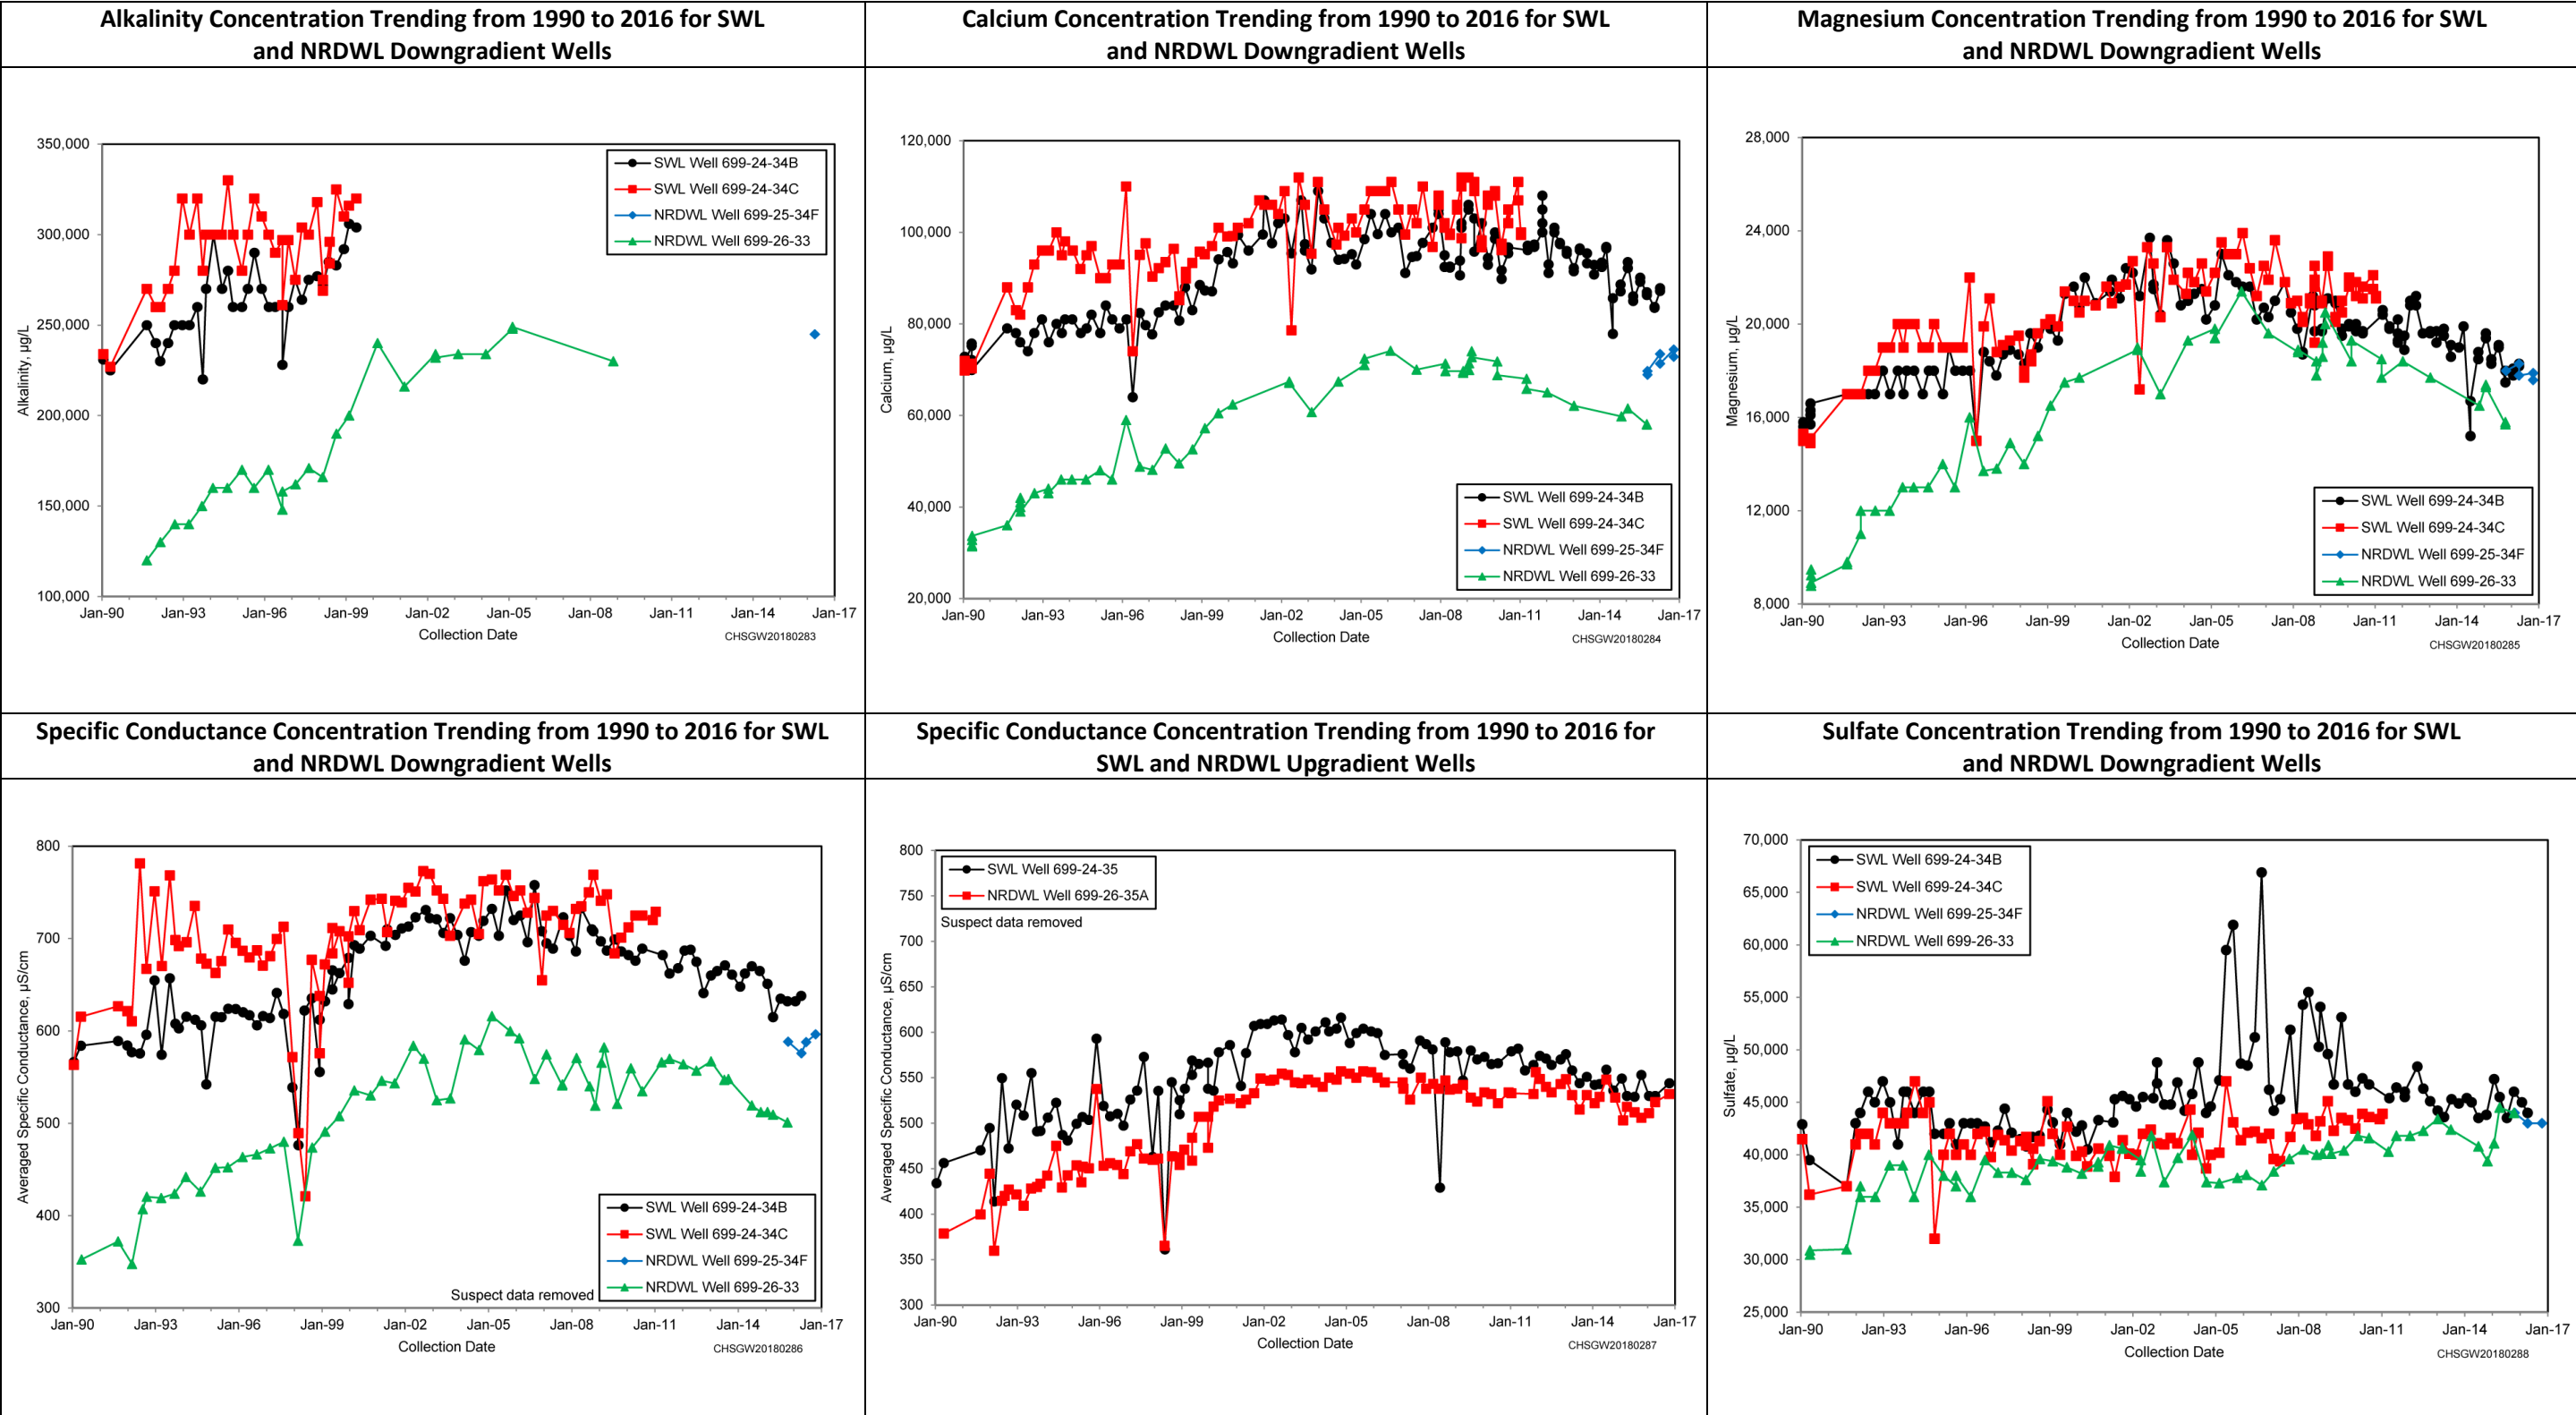 Alkalinity Concentration Trending from 1990 to 2016 for SWL
and NRDWL Downgradient Wells
350,000
300,000
250,000
200,000
150,000
100,000
Alkalinity, µg/L
SWL Well 699-24-34B
SWL Well 699-24-34C
NRDWL Well 699-25-34F
NRDWL Well 699-26-33
Jan-90 Jan-93 Jan-96 Jan-99 Jan-02 Jan-05 Jan-08 Jan-11 Jan-14 Jan-17
Collection Date
CHSGW20180283
Calcium Concentration Trending from 1990 to 2016 for SWL
and NRDWL Downgradient Wells
120,000
100,000
80,000
60,000
40,000
20,000
Calcium, µg/L
SWL Well 699-24-34B
SWL Well 699-24-34C
NRDWL Well 699-25-34F
NRDWL Well 699-26-33
Jan-90 Jan-93 Jan-96 Jan-99 Jan-02 Jan-05 Jan-08 Jan-11 Jan-14 Jan-17
Collection Date
CHSGW20180284
Magnesium Concentration Trending from 1990 to 2016 for SWL
and NRDWL Downgradient Wells
28,000
24,000
20,000
16,000
12,000
8,000
Magnesium, µg/L
SWL Well 699-24-34B
SWL Well 699-24-34C
NRDWL Well 699-25-34F
NRDWL Well 699-26-33
Jan-90 Jan-93 Jan-96 Jan-99 Jan-02 Jan-05 Jan-08 Jan-11 Jan-14 Jan-17
Collection Date
CHSGW20180285
Specific Conductance Concentration Trending from 1990 to 2016 for SWL
and NRDWL Downgradient Wells
800
700
600
500
400
300
Averaged Specific Conductance, µS/cm
SWL Well 699-24-34B
SWL Well 699-24-34C
NRDWL Well 699-25-34F
NRDWL Well 699-26-33
Suspect data removed
Jan-90 Jan-93 Jan-96 Jan-99 Jan-02 Jan-05 Jan-08 Jan-11 Jan-14 Jan-17
Collection Date
CHSGW20180286
Specific Conductance Concentration Trending from 1990 to 2016 for
SWL and NRDWL Upgradient Wells
800
750
700
650
600
550
500
450
400
350
300
Averaged Specific Conductance, µS/cm
SWL Well 699-24-35
NRDWL Well 699-26-35A
Suspect data removed
Jan-90 Jan-93 Jan-96 Jan-99 Jan-02 Jan-05 Jan-08 Jan-11 Jan-14 Jan-17
Collection Date
CHSGW20180287
Sulfate Concentration Trending from 1990 to 2016 for SWL
and NRDWL Downgradient Wells
70,000
65,000
60,000
55,000
50,000
45,000
40,000
35,000
30,000
25,000
Sulfate, µg/L
SWL Well 699-24-34B
SWL Well 699-24-34C
NRDWL Well 699-25-34F
NRDWL Well 699-26-33
Jan-90 Jan-93 Jan-96 Jan-99 Jan-02 Jan-05 Jan-08 Jan-11 Jan-14 Jan-17
Collection Date
CHSGW20180288